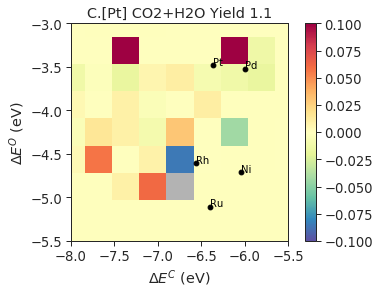 C.[Pt] CO2+H2O Yield 1.1
−3.0
−3.5
−4.0
−4.5
−5.0
−5.5
ΔE^O (eV)
Pt
Pd
Rh
Ni
Ru
−8.0 −7.5 −7.0 −6.5 −6.0 −5.5
ΔE^C (eV)
0.100
0.075
0.050
0.025
0.000
−0.025
−0.050
−0.075
−0.100